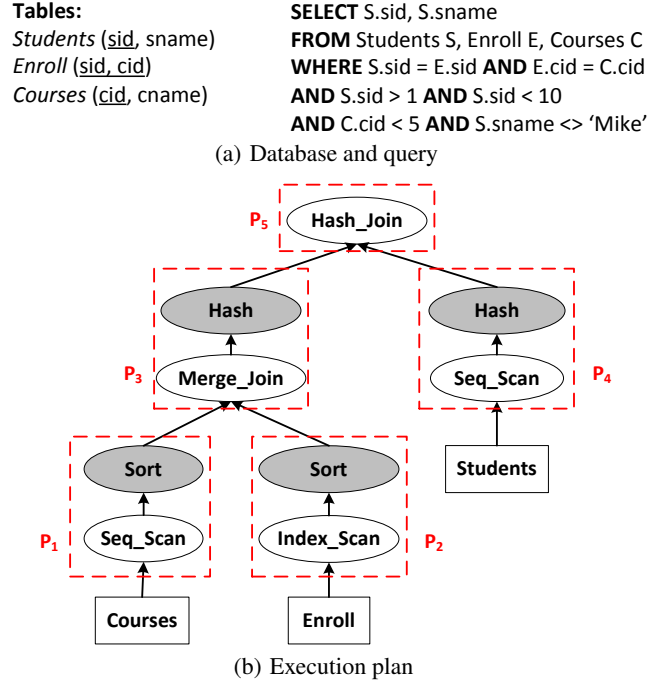 Tables:
Students (sid, sname)
Enroll (sid, cid)
Courses (cid, cname)
SELECT S.sid, S.sname
FROM Students S, Enroll E, Courses C
WHERE S.sid = E.sid AND E.cid = C.cid
AND S.sid > 1 AND S.sid < 10
AND C.cid < 5 AND S.sname <> ‘Mike’
(a) Database and query
P5
Hash_Join
Hash
Hash
P3
Merge_Join
Seq_Scan
P4
Sort
Sort
Students
P1
Seq_Scan
Index_Scan
P2
Courses
Enroll
(b) Execution plan